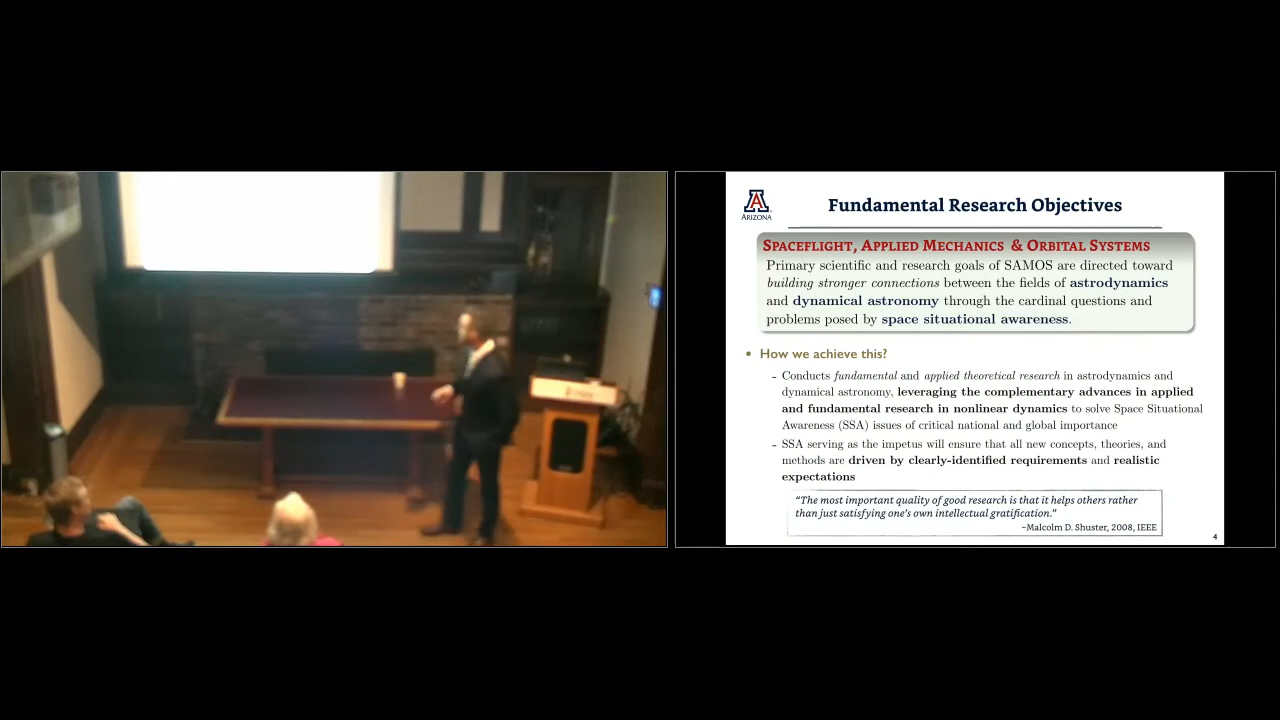 ARIZONA
Fundamental Research Objectives
SPACEFLIGHT, APPLIED MECHANICS & ORBITAL SYSTEMS
Primary scientific and research goals of SAMOS are directed toward
building stronger connections between the fields of astrodynamics
and dynamical astronomy through the cardinal questions and
problems posed by space situational awareness.
• How we achieve this?
- Conducts fundamental and applied theoretical research in astrodynamics and
dynamical astronomy, leveraging the complementary advances in applied
and fundamental research in nonlinear dynamics to solve Space Situational
Awareness (SSA) issues of critical national and global importance
- SSA serving as the impetus will ensure that all new concepts, theories, and
methods are driven by clearly-identified requirements and realistic
expectations
“The most important quality of good research is that it helps others rather
than just satisfying one's own intellectual gratification.”
~Malcolm D. Shuster, 2008, IEEE
4